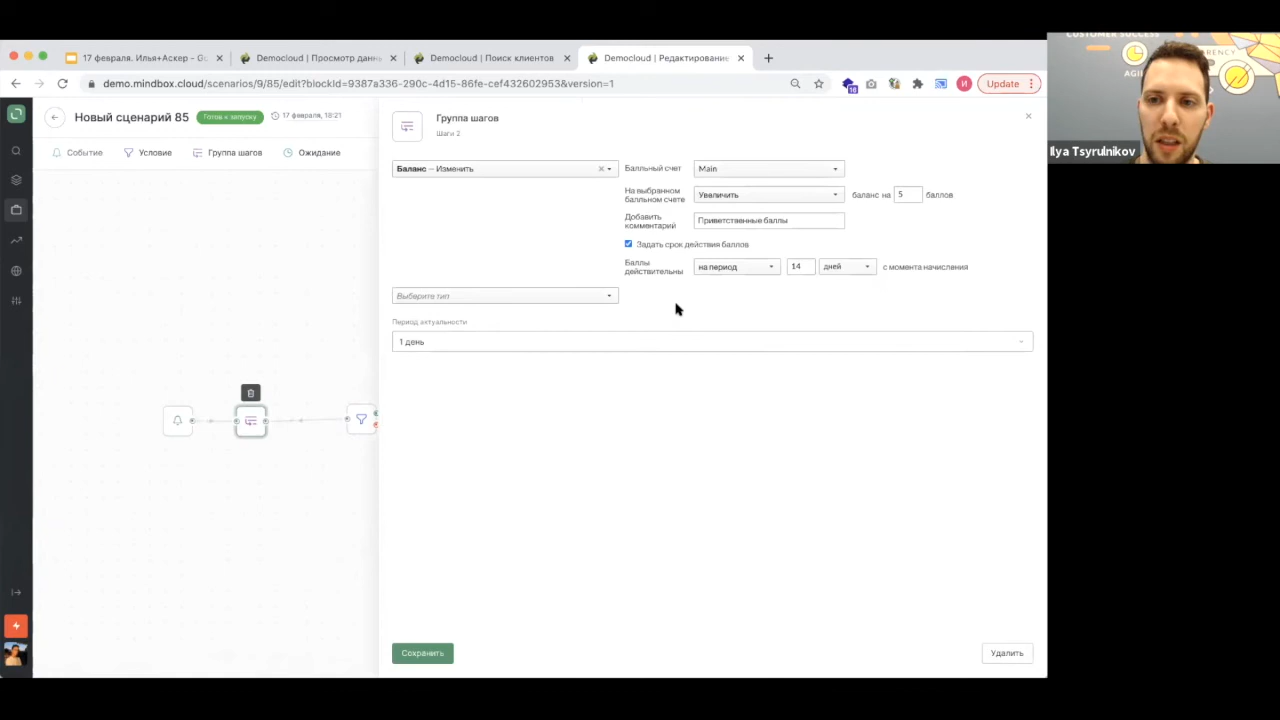 17 февраля. Илья+Аскер - Go
Democloud | Просмотр данны
Democloud | Поиск клиентов
Democloud | Редактирование
demo.mindbox.cloud/scenarios/9/85/edit?blockId=9387a336-290c-4d15-86fe-cef432602953&version=1
Update
Новый сценарий 85
Готов к запуску
17 февраля, 18:21
Событие
Условие
Группа шагов
Ожидание
Группа шагов
Шаги 2
Баланс — Изменить
Балльный счет
Main
На выбранном
балльном счете
Увеличить
баланс на
5
баллов
Добавить
комментарий
Приветственные баллы
Задать срок действия баллов
Баллы
действительны
на период
14
дней
с момента начисления
Выберите тип
Период актуальности
1 день
Сохранить
Удалить
CUSTOMER SUCCESS
Ilya Tsyrulnikov